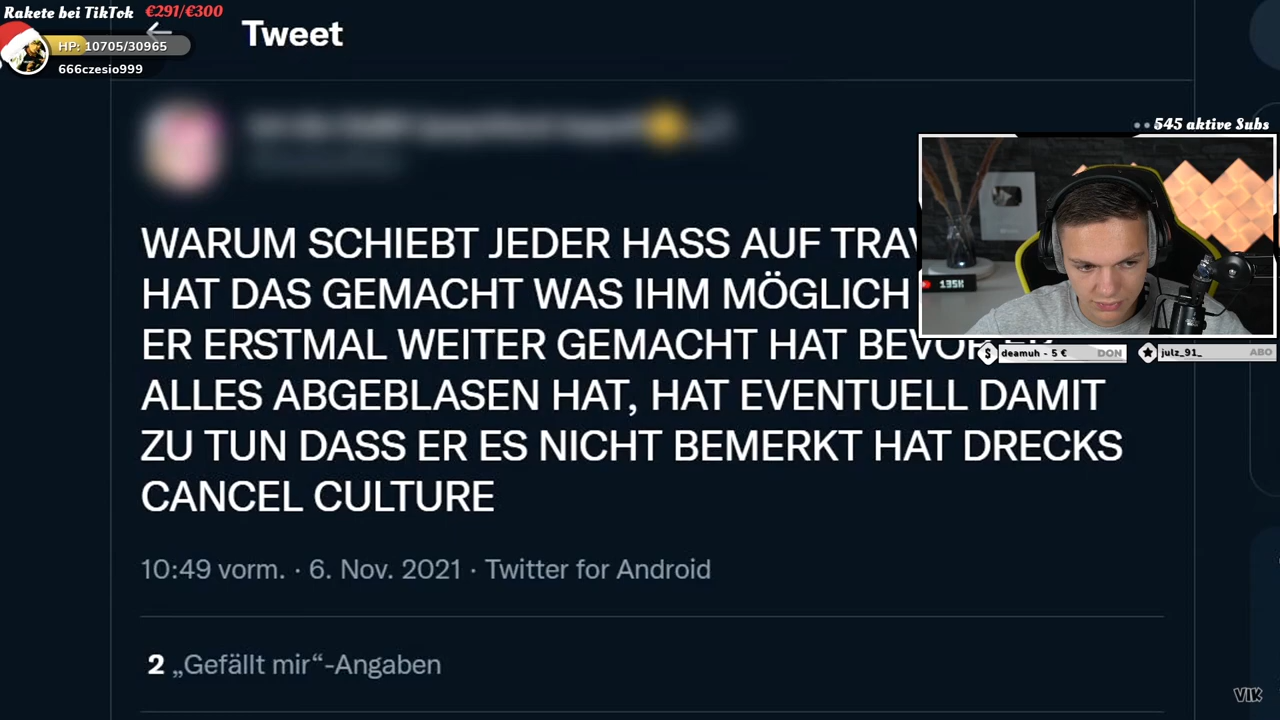 Rakete bei TikTok €291/€300
HP: 10705/30965
666czesio999
Tweet
545 aktive Subs
WARUM SCHIEBT JEDER HASS AUF
HAT DAS GEMACHT WAS IHM MÖGLICH
ER ERSTMAL WEITER GEMACHT HAT BEVOR ER
ALLES ABGEBLASEN HAT, HAT EVENTUELL DAMIT
ZU TUN DASS ER ES NICHT BEMERKT HAT DRECKS
CANCEL CULTURE
135K
deamuh - 5 € DON
julz_91_ ABO
10:49 vorm. · 6. Nov. 2021 · Twitter for Android
2 „Gefällt mir“-Angaben
VIK